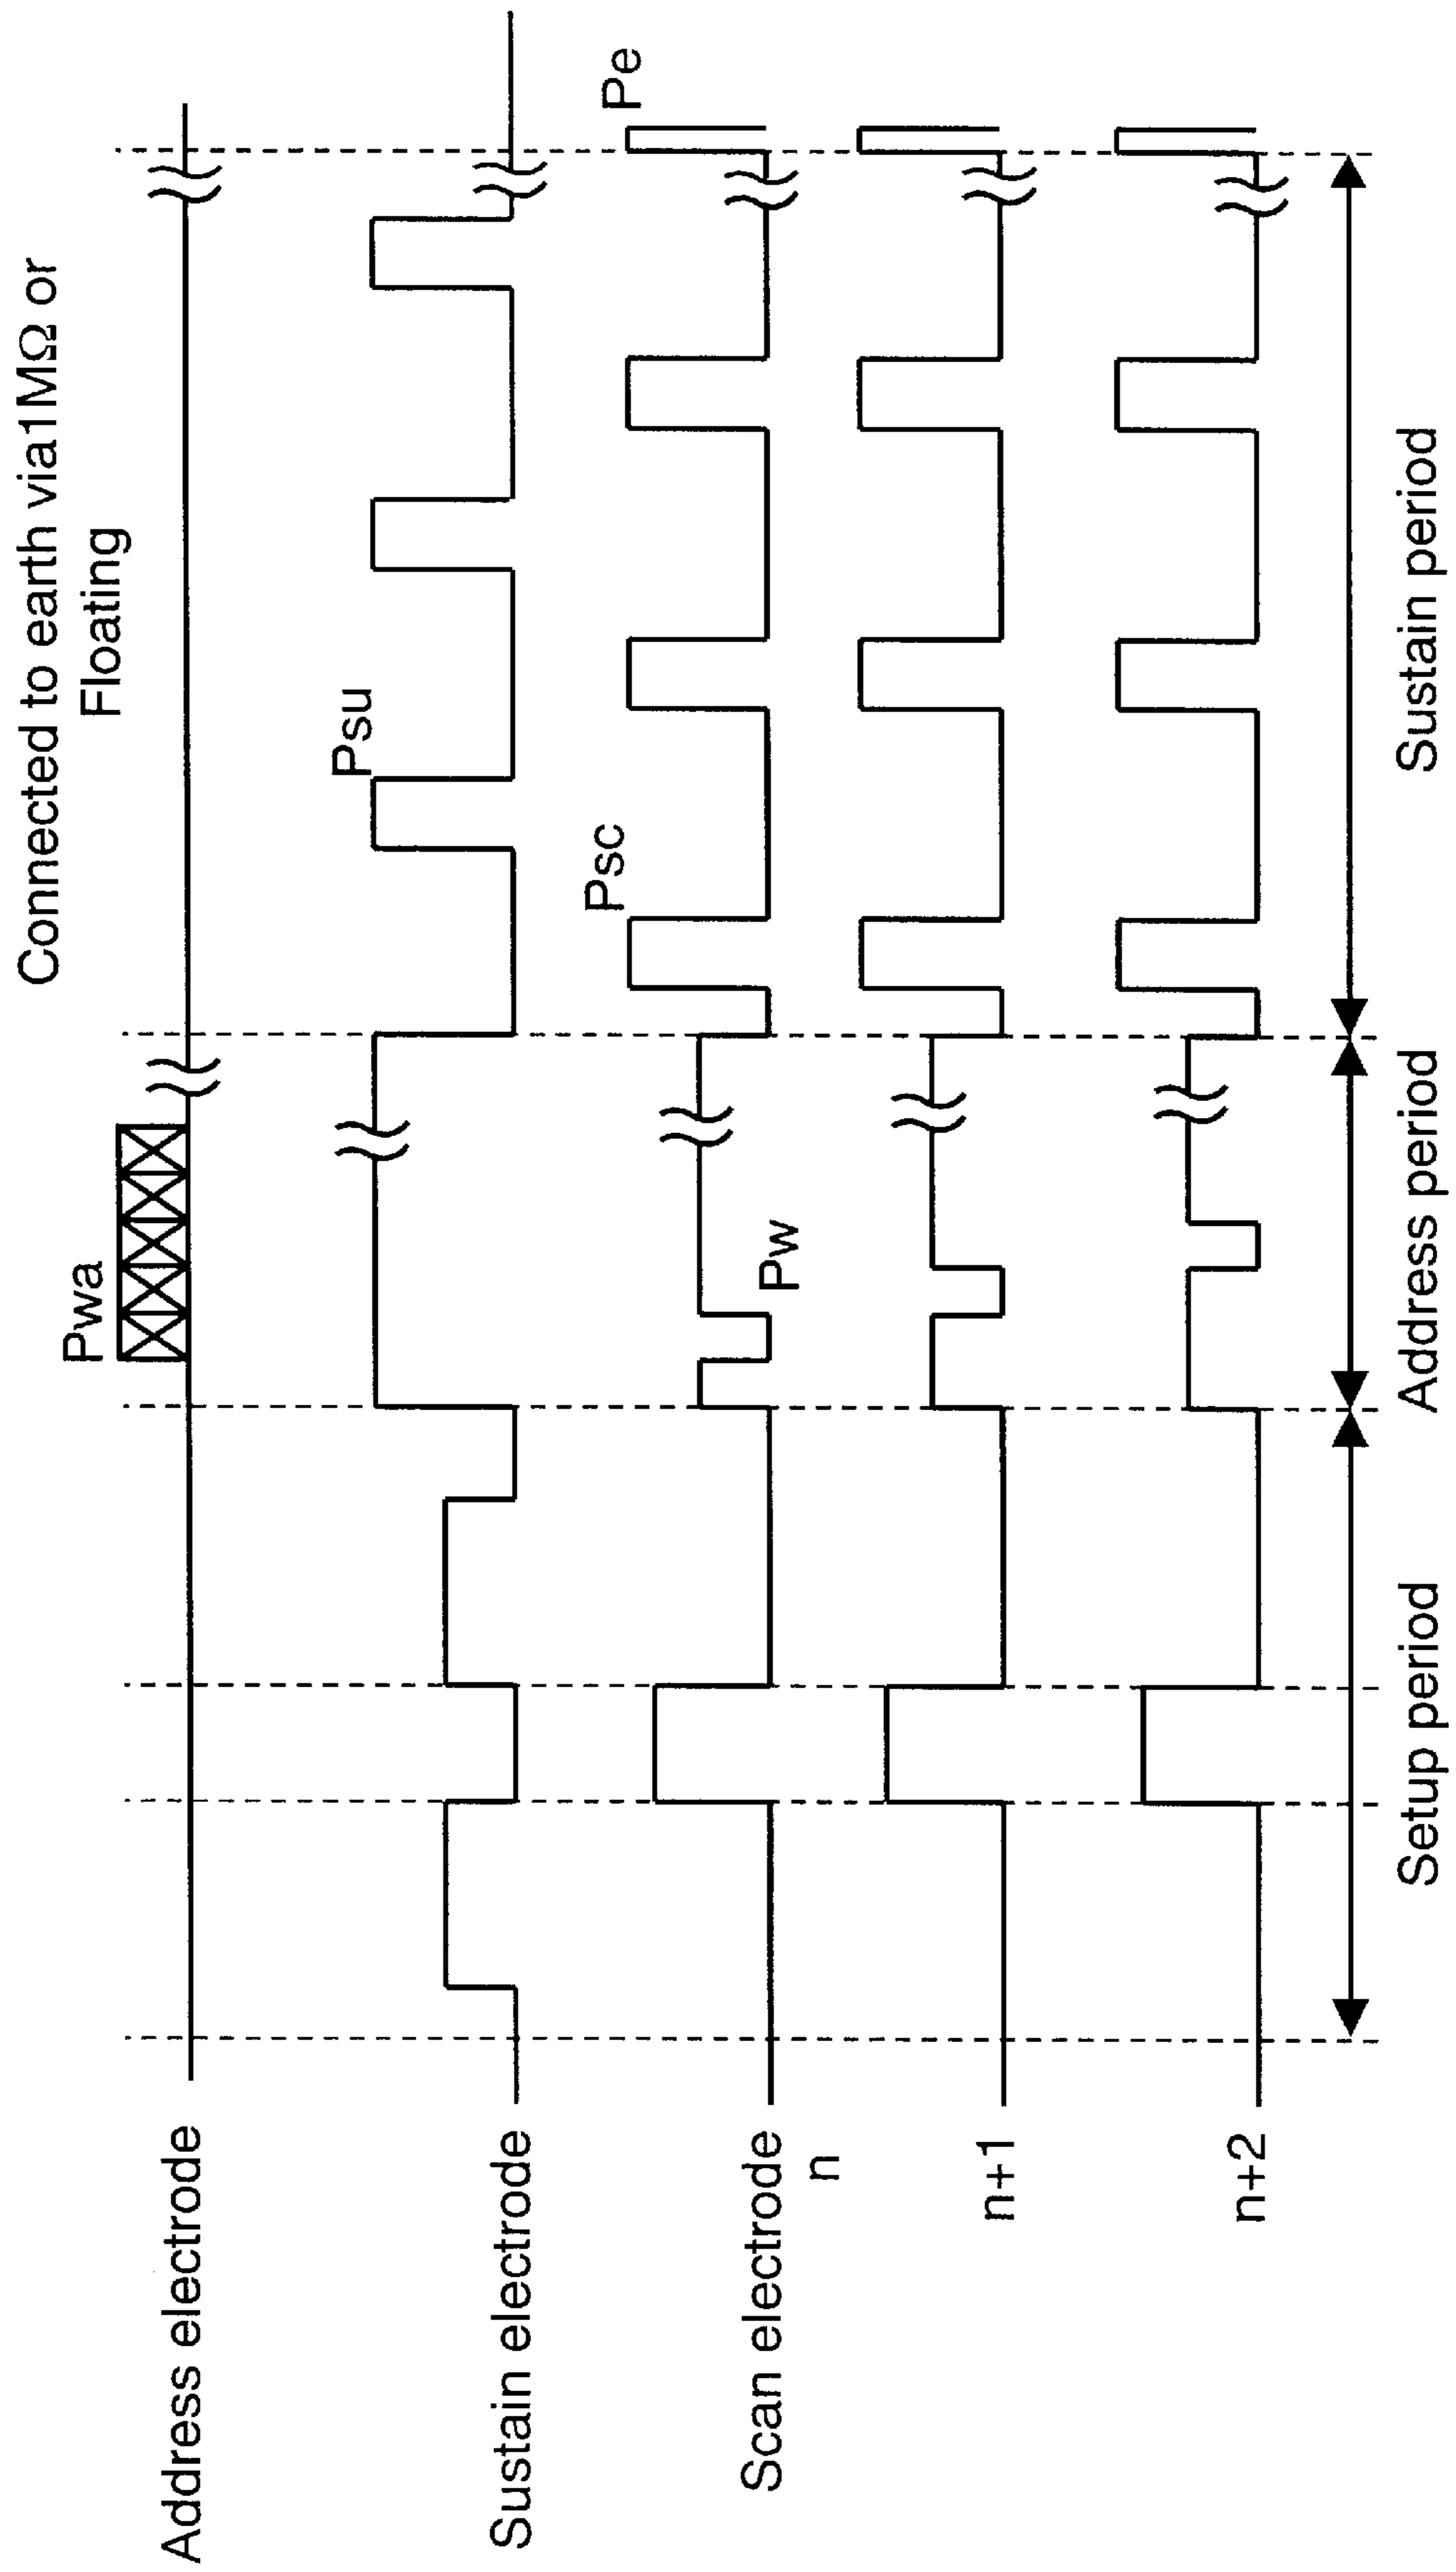 Connected to earth via1MΩ or
Floating
Pwa
Address electrode
Psu
Sustain electrode
Psc
Pe
Pw
Scan electrode
n
n+1
n+2
Setup period
Address period
Sustain period